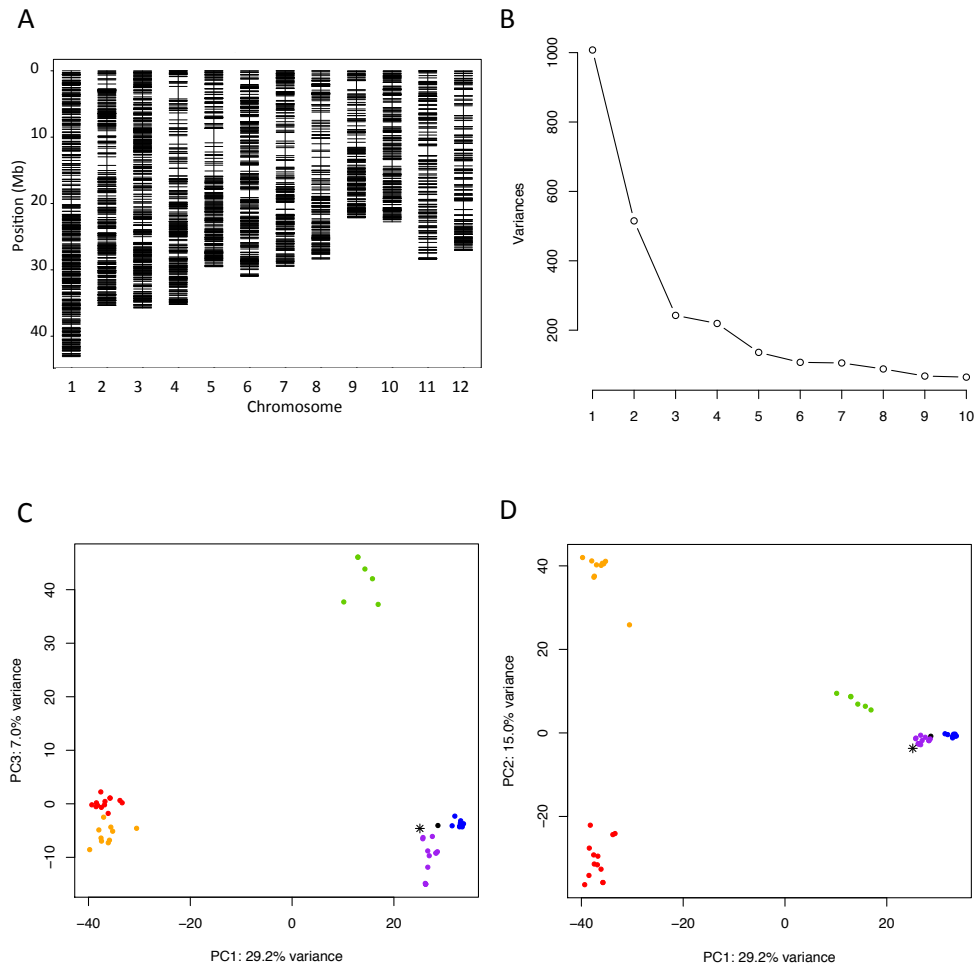 A
0
10
20
30
40
Position (Mb)
1 2 3 4 5 6 7 8 9 10 11 12
Chromosome
B
1000
800
600
400
200
Variances
1 2 3 4 5 6 7 8 9 10
C
40
30
20
10
0
−10
PC3: 7.0% variance
−40 −20 0 20
PC1: 29.2% variance
D
40
20
0
−20
PC2: 15.0% variance
−40 −20 0 20
PC1: 29.2% variance